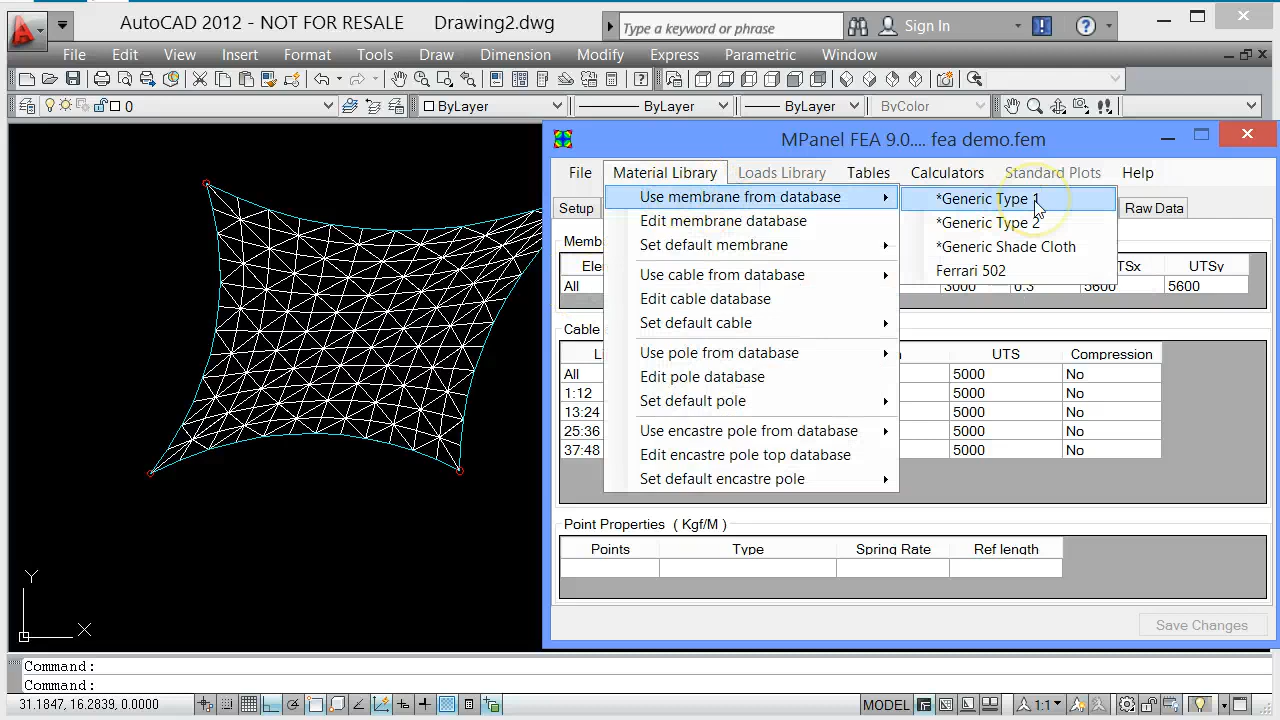 AutoCAD 2012 - NOT FOR RESALE Drawing2.dwg
Type a keyword or phrase
Sign In
File Edit View Insert Format Tools Draw Dimension Modify Express Parametric Window
0
ByLayer
ByLayer
ByLayer
ByColor
MPanel FEA 9.0.... fea demo.fem
File Material Library Loads Library Tables Calculators Standard Plots Help
Setup
Raw Data
Use membrane from database
Edit membrane database
Set default membrane
Use cable from database
Edit cable database
Set default cable
Use pole from database
Edit pole database
Set default pole
Use encastre pole from database
Edit encastre pole top database
Set default encastre pole
*Generic Type 1
*Generic Type 2
*Generic Shade Cloth
Ferrari 502
UTSy
All 3000 0.3 5600 5600
Cable
UTS Compression
All 5000 No
1:12 5000 No
13:24 5000 No
25:36 5000 No
37:48 5000 No
Point Properties ( Kgf/M )
Points Type Spring Rate Ref length
Save Changes
Y
X
Command:
Command:
31.1847, 16.2839, 0.0000
MODEL
1:1